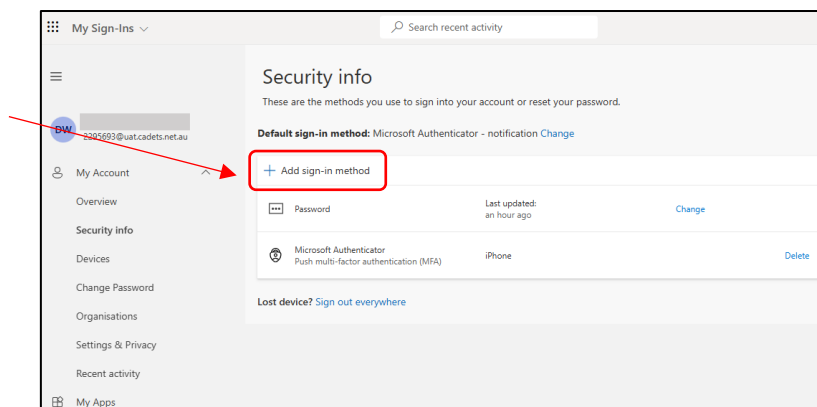 My Sign-Ins
Search recent activity
DW
2295693@uat.cadets.net.au
My Account
Overview
Security info
Devices
Change Password
Organisations
Settings & Privacy
Recent activity
My Apps
Security info
These are the methods you use to sign into your account or reset your password.
Default sign-in method: Microsoft Authenticator - notification Change
+ Add sign-in method
Password
Last updated:
an hour ago
Change
Microsoft Authenticator
Push multi-factor authentication (MFA)
iPhone
Delete
Lost device? Sign out everywhere